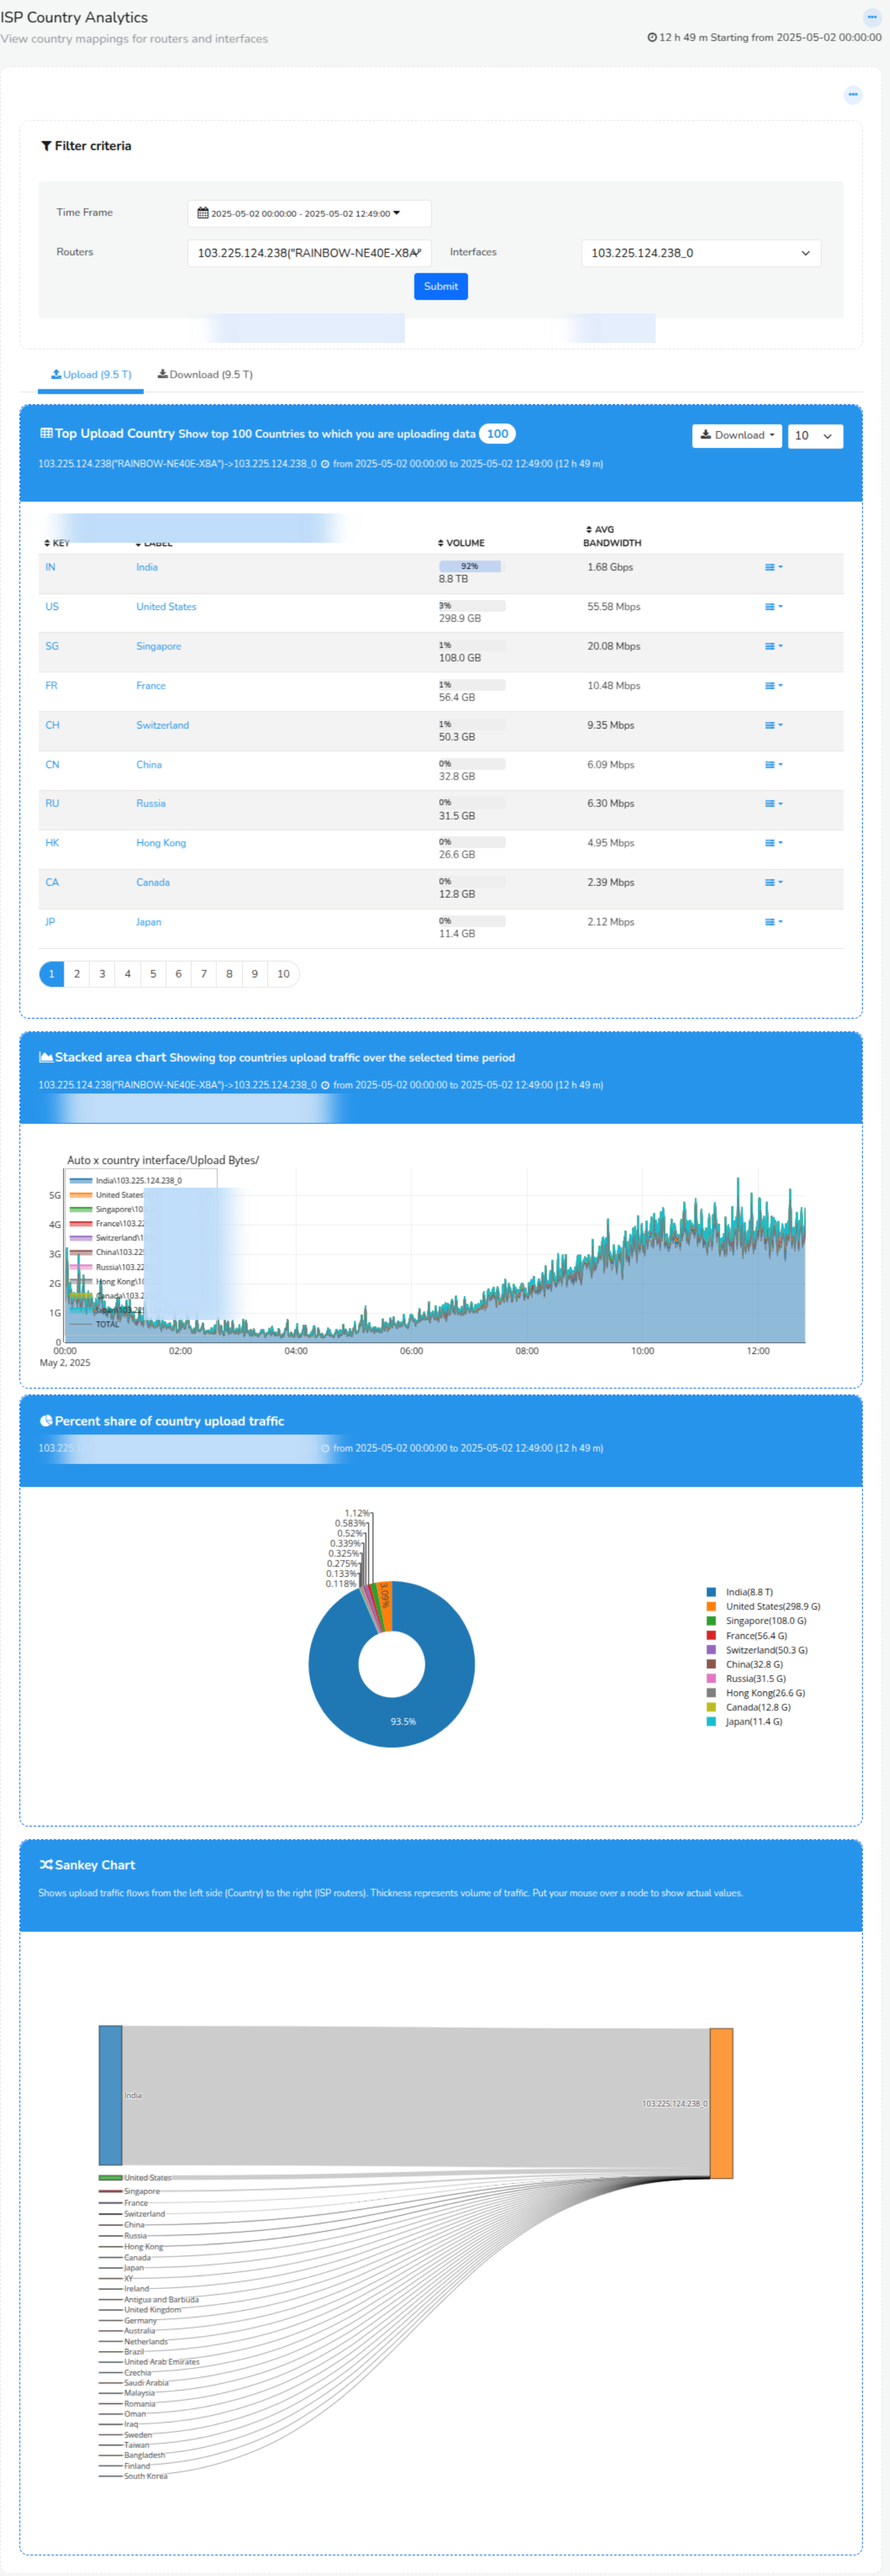 ISP Country Analytics
View country mappings for routers and interfaces
12 h 49 m Starting from 2025-05-02 00:00:00
Filter criteria
Time Frame
2025-05-02 00:00:00 - 2025-05-02 12:49:00
Routers
103.225.124.238("RAINBOW-NE40E-X8A"
Interfaces
103.225.124.238_0
Submit
Upload (9.5 T)
Download (9.5 T)
Top Upload Country Show top 100 Countries to which you are uploading data 100
Download
10
103.225.124.238("RAINBOW-NE40E-X8A")->103.225.124.238_0 from 2025-05-02 00:00:00 to 2025-05-02 12:49:00 (12 h 49 m)
KEY LABEL VOLUME AVG BANDWIDTH
IN India 92% 8.8 TB 1.68 Gbps
US United States 3% 298.9 GB 55.58 Mbps
SG Singapore 1% 108.0 GB 20.08 Mbps
FR France 1% 56.4 GB 10.48 Mbps
CH Switzerland 1% 50.3 GB 9.35 Mbps
CN China 0% 32.8 GB 6.09 Mbps
RU Russia 0% 31.5 GB 6.30 Mbps
HK Hong Kong 0% 26.6 GB 4.95 Mbps
CA Canada 0% 12.8 GB 2.39 Mbps
JP Japan 0% 11.4 GB 2.12 Mbps
1 2 3 4 5 6 7 8 9 10
Stacked area chart Showing top countries upload traffic over the selected time period
103.225.124.238("RAINBOW-NE40E-X8A")->103.225.124.238_0 from 2025-05-02 00:00:00 to 2025-05-02 12:49:00 (12 h 49 m)
Auto x country interface/Upload Bytes/
India\103.225.124.238_0
United States
Singapore\10
France\103.22
Switzerland\1
China\103.22
Russia\103.22
Hong Kong\10
Canada\103.2
TOTAL
5G
4G
3G
2G
1G
0
00:00 02:00 04:00 06:00 08:00 10:00 12:00
May 2, 2025
Percent share of country upload traffic
103.225 from 2025-05-02 00:00:00 to 2025-05-02 12:49:00 (12 h 49 m)
1.12%
0.583%
0.52%
0.339%
0.325%
0.275%
0.133%
0.118%
3.09%
93.5%
India(8.8 T)
United States(298.9 G)
Singapore(108.0 G)
France(56.4 G)
Switzerland(50.3 G)
China(32.8 G)
Russia(31.5 G)
Hong Kong(26.6 G)
Canada(12.8 G)
Japan(11.4 G)
Sankey Chart
Shows upload traffic flows from the left side (Country) to the right (ISP routers). Thickness represents volume of traffic. Put your mouse over a node to show actual values.
India
103.225.124.238_0
United States
Singapore
France
Switzerland
China
Russia
Hong Kong
Canada
Japan
XY
Ireland
Antigua and Barbuda
United Kingdom
Germany
Australia
Netherlands
Brazil
United Arab Emirates
Czechia
Saudi Arabia
Malaysia
Romania
Oman
Iraq
Sweden
Taiwan
Bangladesh
Finland
South Korea